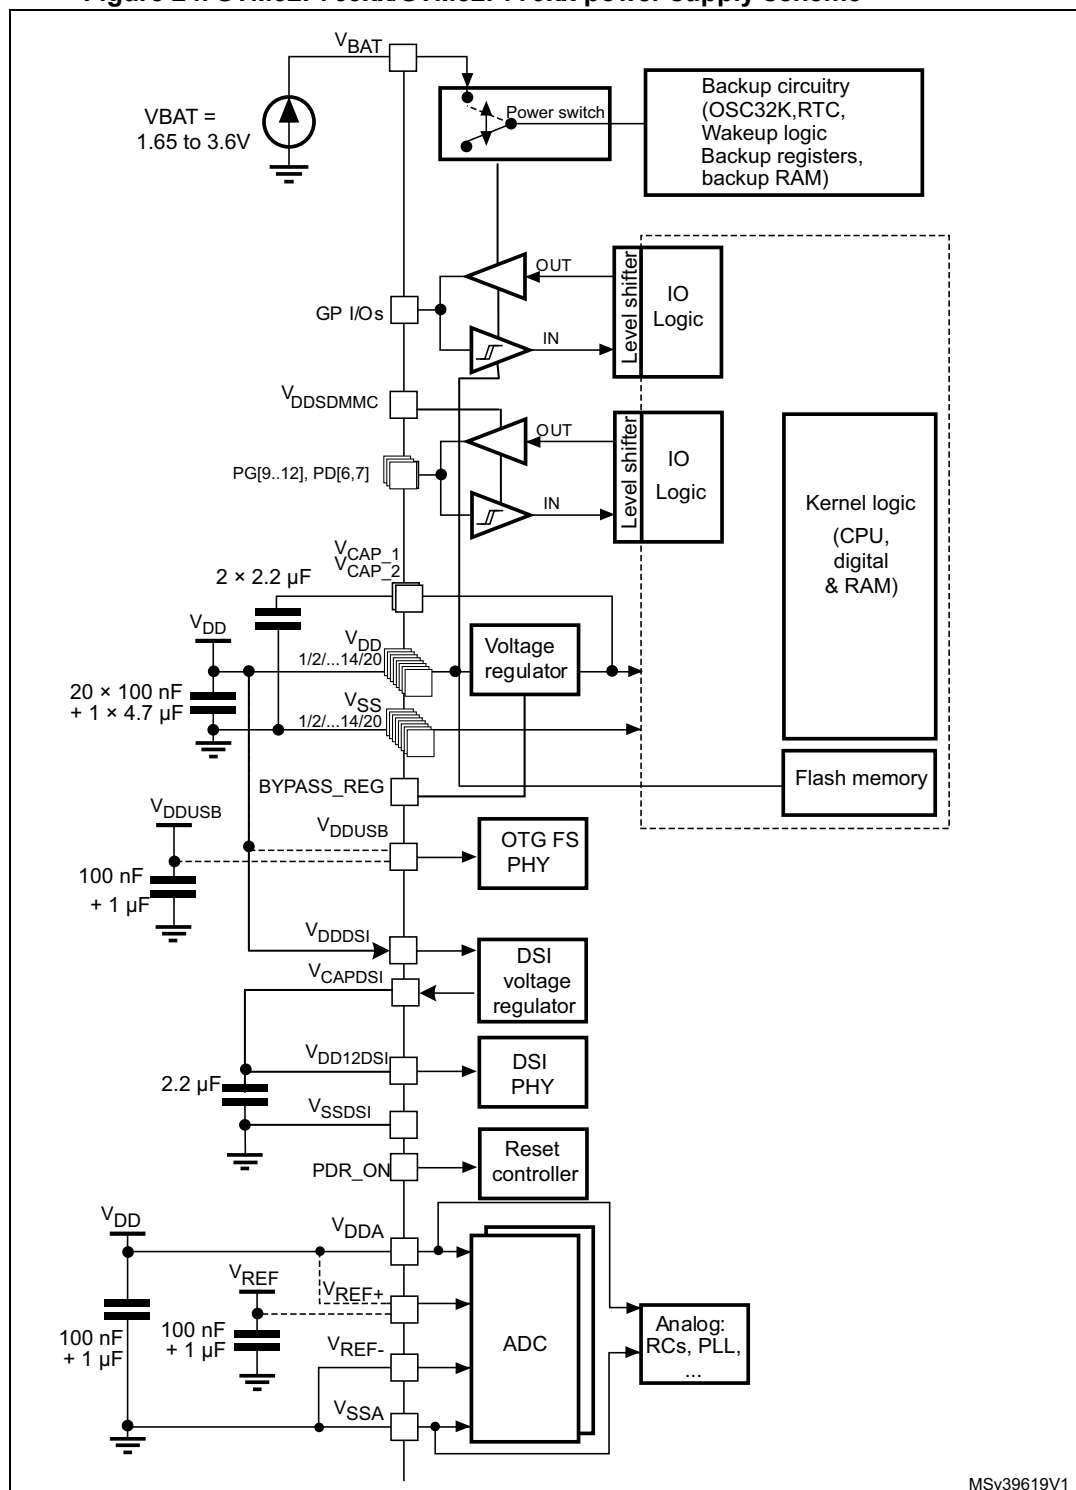 VBAT
VBAT =
1.65 to 3.6V
Power switch
Backup circuitry
(OSC32K,RTC,
Wakeup logic
Backup registers,
backup RAM)
GP I/Os
OUT
IN
Level shifter
IO
Logic
VDDSDMMC
PG[9..12], PD[6,7]
OUT
IN
Level shifter
IO
Logic
Kernel logic
(CPU,
digital
& RAM)
VCAP_1
VCAP_2
2 × 2.2 µF
VDD
VDD
1/2/...14/20
Voltage
regulator
20 × 100 nF
+ 1 × 4.7 µF
VSS
1/2/...14/20
BYPASS_REG
Flash memory
VDDUSB
VDDUSB
OTG FS
PHY
100 nF
+ 1 µF
VDDDSI
VCAPDSI
DSI
voltage
regulator
VDD12DSI
DSI
PHY
2.2 µF
VSSDSI
PDR_ON
Reset
controller
VDD
VDDA
VREF
VREF+
100 nF
+ 1 µF
100 nF
+ 1 µF
VREF-
VSSA
ADC
Analog:
RCs, PLL,
...
MSv39619V1